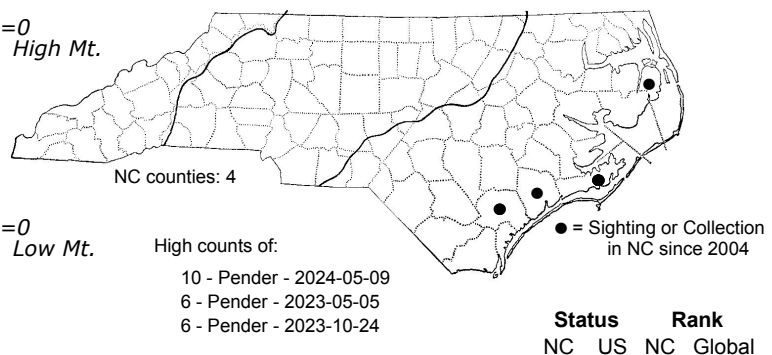 =0
High Mt.
NC counties: 4
=0
Low Mt.
High counts of:
10 - Pender - 2024-05-09
6 - Pender - 2023-05-05
6 - Pender - 2023-10-24
● = Sighting or Collection
in NC since 2004
Status Rank
NC US NC Global